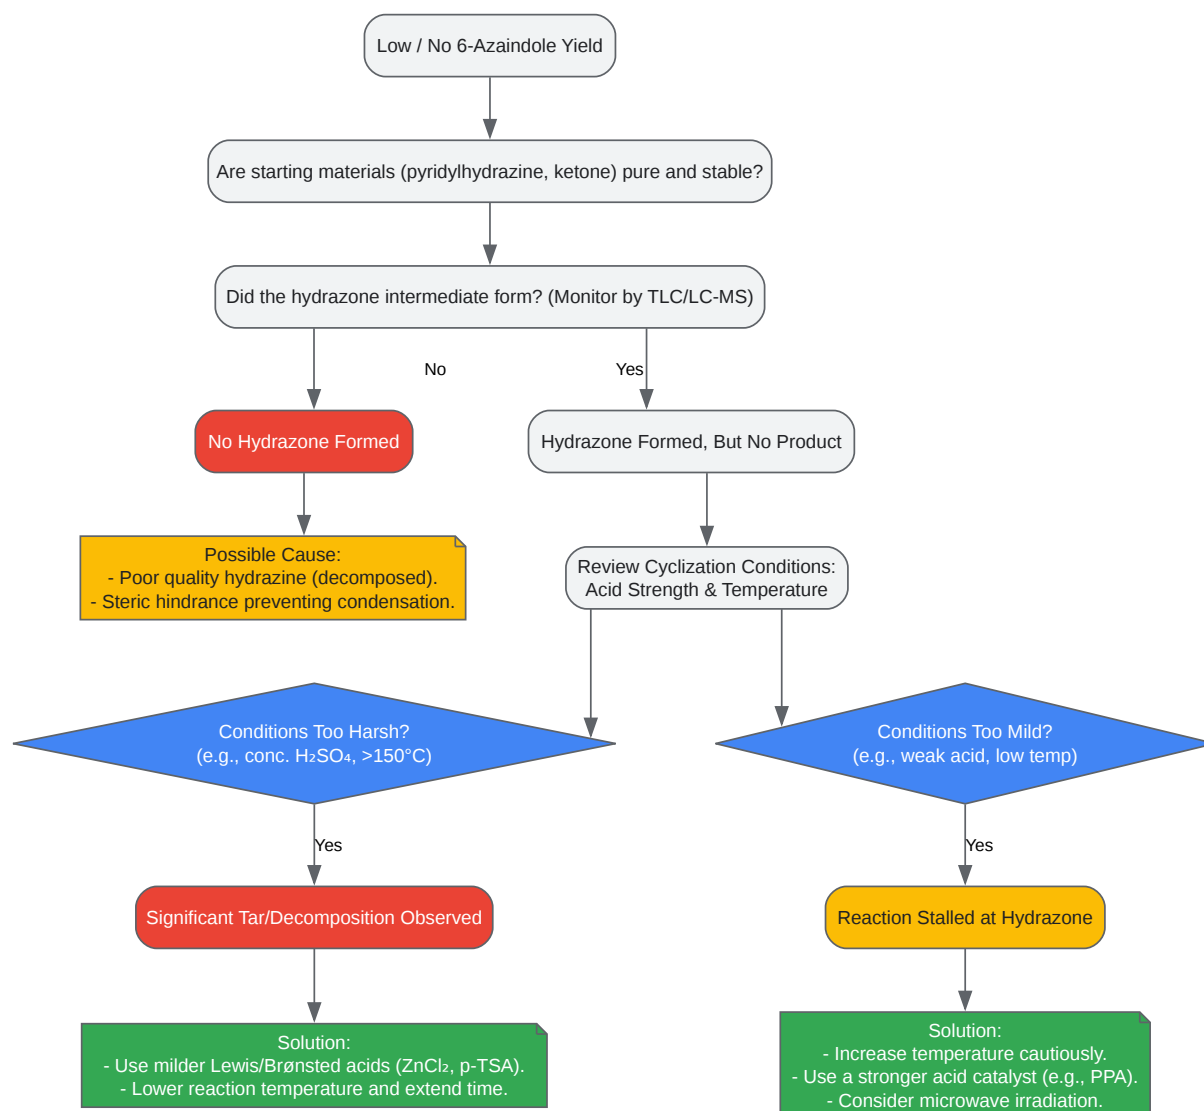 Low / No 6-Azaindole Yield
Are starting materials (pyridylhydrazine, ketone) pure and stable?
Did the hydrazone intermediate form? (Monitor by TLC/LC-MS)
No
Yes
No Hydrazone Formed
Hydrazone Formed, But No Product
Possible Cause:
- Poor quality hydrazine (decomposed).
- Steric hindrance preventing condensation.
Review Cyclization Conditions:
Acid Strength & Temperature
Conditions Too Harsh?
(e.g., conc. H₂SO₄, >150°C)
Conditions Too Mild?
(e.g., weak acid, low temp)
Yes
Yes
Significant Tar/Decomposition Observed
Reaction Stalled at Hydrazone
Solution:
- Use milder Lewis/Brønsted acids (ZnCl₂, p-TSA).
- Lower reaction temperature and extend time.
Solution:
- Increase temperature cautiously.
- Use a stronger acid catalyst (e.g., PPA).
- Consider microwave irradiation.